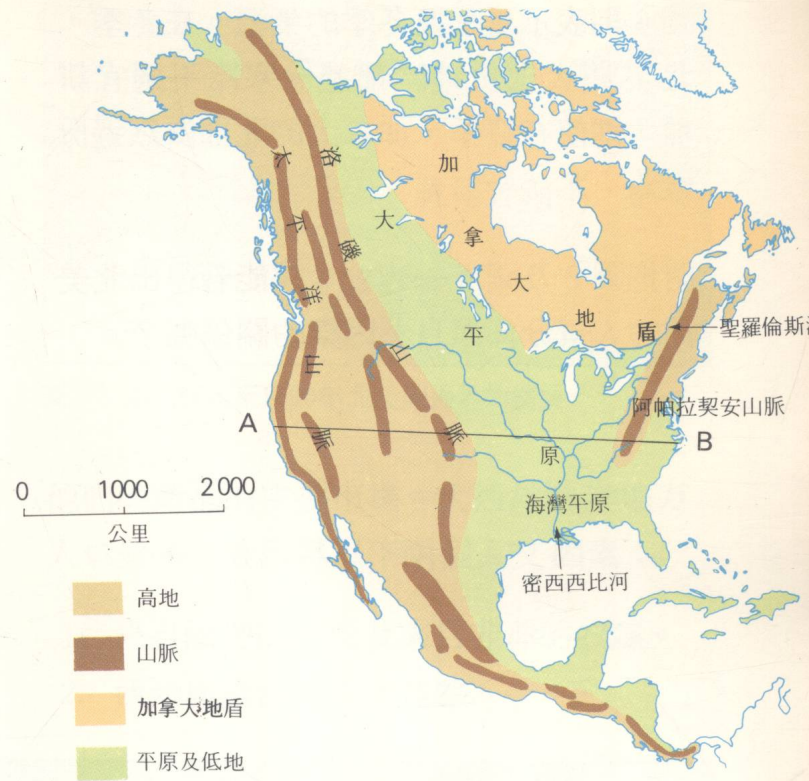 加拿大地盾
太平洋山脈
洛磯山脈
大平原
聖羅倫斯
阿帕拉契安山脈
A
B
海灣平原
密西西比河
0 1000 2000
公里
高地
山脈
加拿大地盾
平原及低地